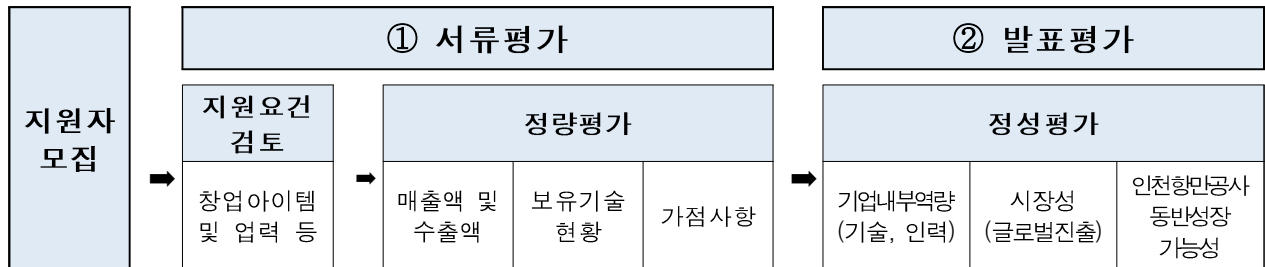 지원자
모집
① 서류평가
② 발표평가
지원요건
검토
정량평가
정성평가
창업아이템
및 업력 등
매출액 및
수출액
보유기술
현황
가점사항
기업내부역량
(기술, 인력)
시장성
(글로벌진출)
인천항만공사
동반성장
가능성